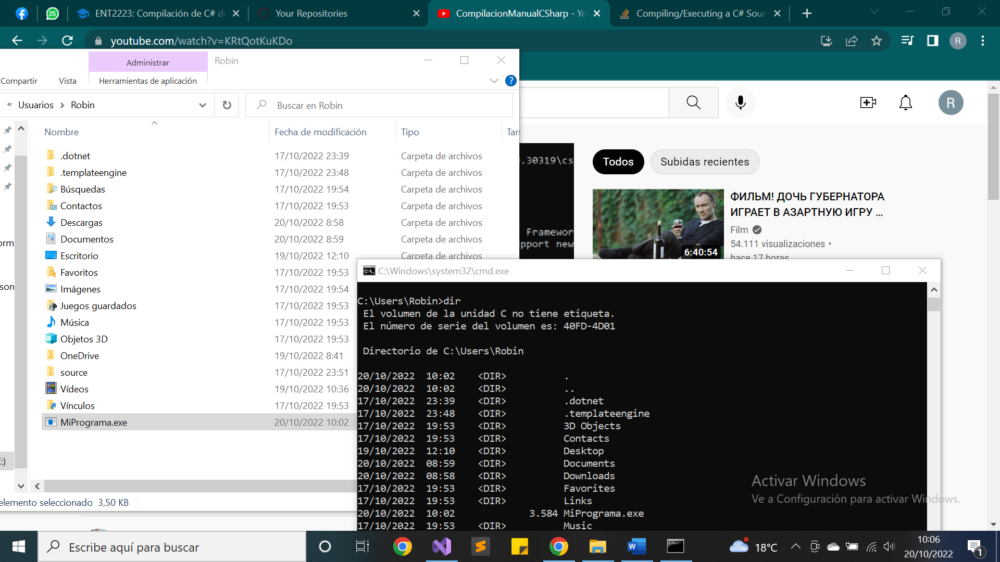 25
ENT2223: Compilación de C# de
Your Repositories
CompilacionManualCSharp - Yo
Compiling/Executing a C# Sour
youtube.com/watch?v=KRtQotKuKDo
R
Administrar
Robin
Compartir
Vista
Herramientas de aplicación
?
« Usuarios > Robin
Buscar en Robin
R
Nombre
Fecha de modificación
Tipo
Tan
.dotnet 17/10/2022 23:39 Carpeta de archivos
.templateengine 17/10/2022 23:48 Carpeta de archivos
Búsquedas 17/10/2022 19:54 Carpeta de archivos
Contactos 17/10/2022 19:53 Carpeta de archivos
Descargas 20/10/2022 8:58 Carpeta de archivos
Documentos 20/10/2022 8:59 Carpeta de archivos
Escritorio 19/10/2022 12:10 Carpeta de archivos
Favoritos 17/10/2022 19:53
Imágenes 17/10/2022 19:54
Juegos guardados 17/10/2022 19:53
Música 17/10/2022 19:53
Objetos 3D 17/10/2022 19:53
OneDrive 19/10/2022 8:41
source 17/10/2022 23:51
Vídeos 19/10/2022 10:36
Vínculos 17/10/2022 19:53
MiPrograma.exe 20/10/2022 10:02
orm
son
:)
elemento seleccionado 3,50 KB
.30319\cs
Framewor
pport new
Todos
Subidas recientes
ФИЛЬМ! ДОЧЬ ГУБЕРНАТОРА
ИГРАЕТ В АЗАРТНУЮ ИГРУ ...
Film
54.111 visualizaciones •
hace 17 horas
6:40:54
C:\Windows\system32\cmd.exe
C:\Users\Robin>dir
El volumen de la unidad C no tiene etiqueta.
El número de serie del volumen es: 40FD-4D01
Directorio de C:\Users\Robin
20/10/2022 10:02 <DIR> .
20/10/2022 10:02 <DIR> ..
17/10/2022 23:39 <DIR> .dotnet
17/10/2022 23:48 <DIR> .templateengine
17/10/2022 19:53 <DIR> 3D Objects
17/10/2022 19:53 <DIR> Contacts
19/10/2022 12:10 <DIR> Desktop
20/10/2022 08:59 <DIR> Documents
20/10/2022 08:58 <DIR> Downloads
17/10/2022 19:53 <DIR> Favorites
17/10/2022 19:53 <DIR> Links
20/10/2022 10:02 3.584 MiPrograma.exe
17/10/2022 19:53 <DIR> Music
Activar Windows
Ve a Configuración para activar Windows.
Escribe aquí para buscar
18°C
10:06
20/10/2022
1